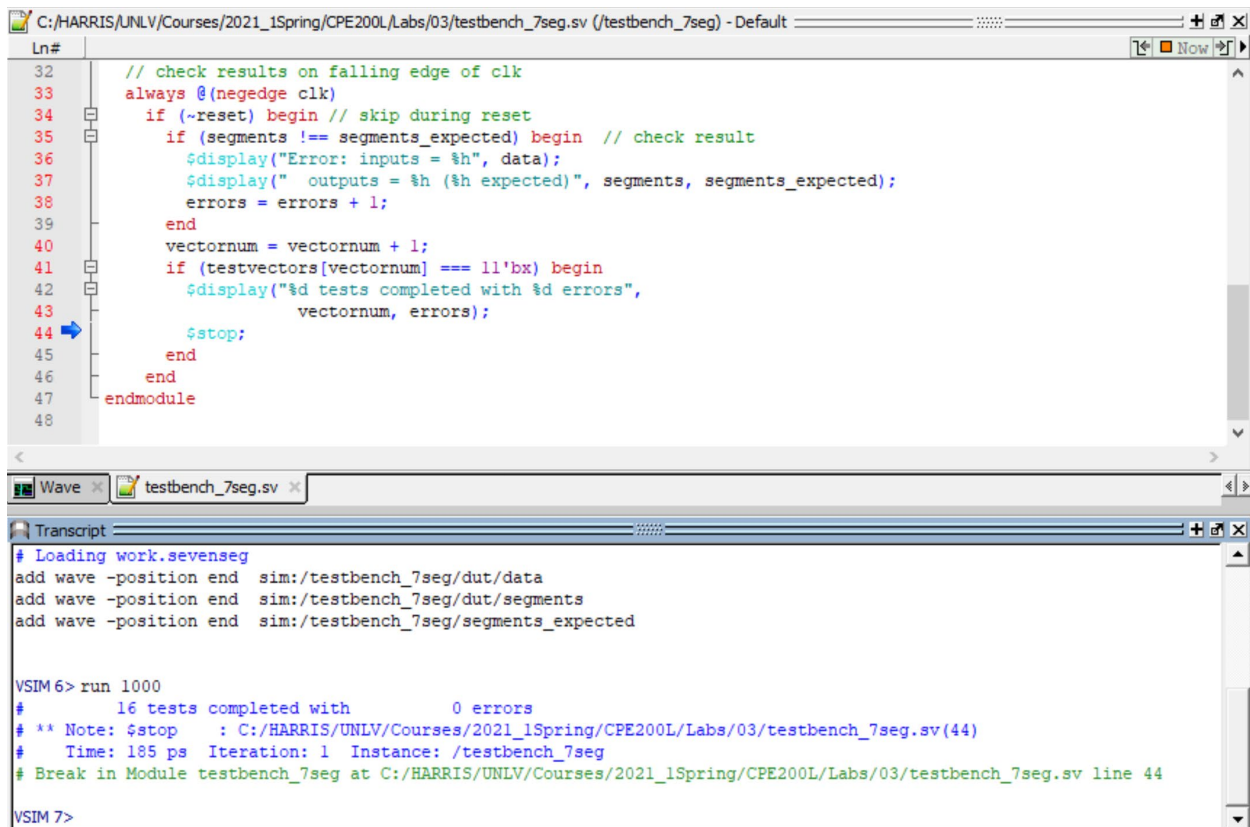 C:/HARRIS/UNLV/Courses/2021_1Spring/CPE200L/Labs/03/testbench_7seg.sv (/testbench_7seg) - Default
Ln#
Now
32 // check results on falling edge of clk
33 always @(negedge clk)
34 if (~reset) begin // skip during reset
35 if (segments !== segments_expected) begin // check result
36 $display("Error: inputs = %h", data);
37 $display(" outputs = %h (%h expected)", segments, segments_expected);
38 errors = errors + 1;
39 end
40 vectornum = vectornum + 1;
41 if (testvectors[vectornum] === 11'bx) begin
42 $display("%d tests completed with %d errors",
43 vectornum, errors);
44 $stop;
45 end
46 end
47 endmodule
48
Wave
testbench_7seg.sv
Transcript
# Loading work.sevenseg
add wave -position end sim:/testbench_7seg/dut/data
add wave -position end sim:/testbench_7seg/dut/segments
add wave -position end sim:/testbench_7seg/segments_expected
VSIM 6> run 1000
# 16 tests completed with 0 errors
# ** Note: $stop : C:/HARRIS/UNLV/Courses/2021_1Spring/CPE200L/Labs/03/testbench_7seg.sv(44)
# Time: 185 ps Iteration: 1 Instance: /testbench_7seg
# Break in Module testbench_7seg at C:/HARRIS/UNLV/Courses/2021_1Spring/CPE200L/Labs/03/testbench_7seg.sv line 44
VSIM 7>